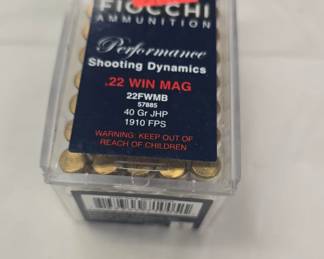 FIOCCHI
AMMUNITION
Performance
Shooting Dynamics
.22 WIN MAG
22FWMB
57885
40 Gr JHP
1910 FPS
WARNING: KEEP OUT OF
REACH OF CHILDREN